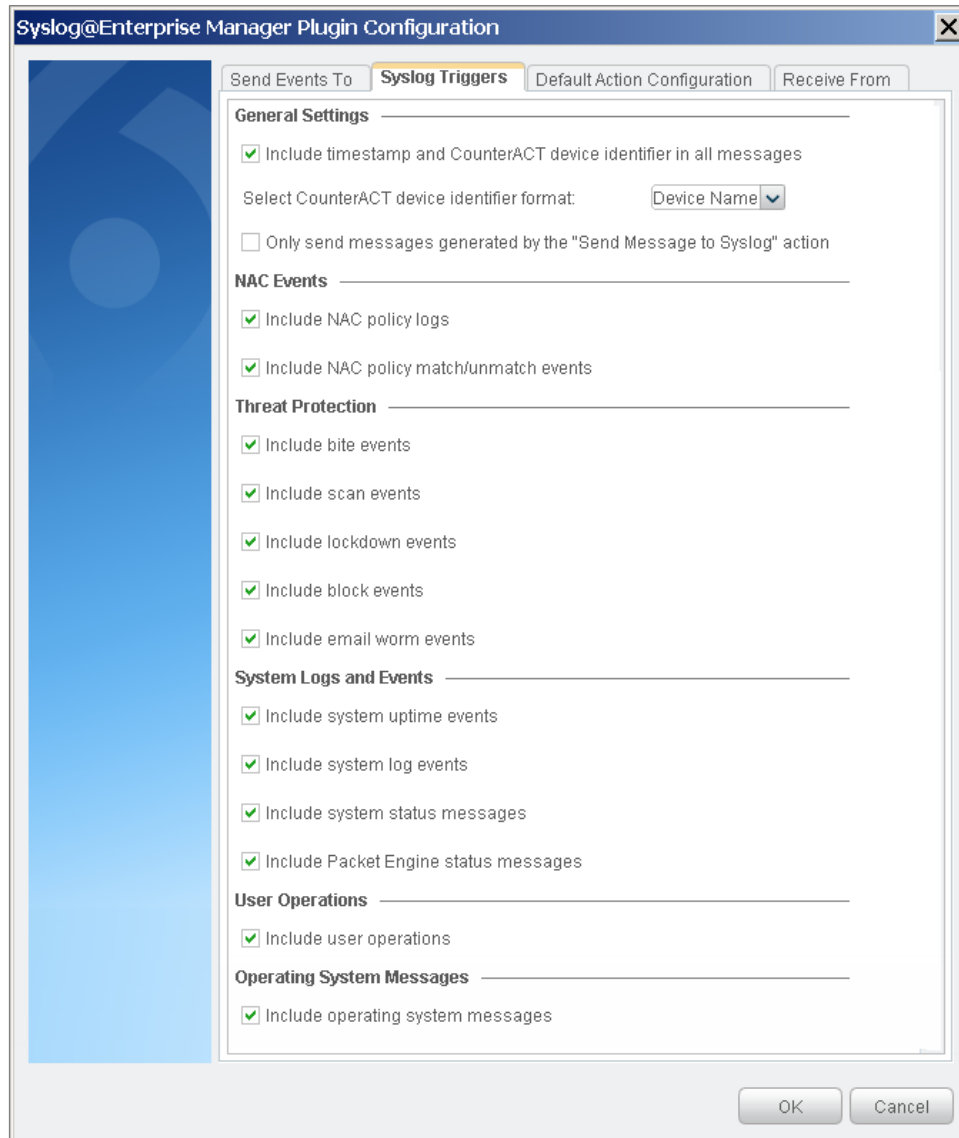 Syslog@Enterprise Manager Plugin Configuration
Send Events To
Syslog Triggers
Default Action Configuration
Receive From
General Settings
Include timestamp and CounterACT device identifier in all messages
Select CounterACT device identifier format:
Device Name
Only send messages generated by the "Send Message to Syslog" action
NAC Events
Include NAC policy logs
Include NAC policy match/unmatch events
Threat Protection
Include bite events
Include scan events
Include lockdown events
Include block events
Include email worm events
System Logs and Events
Include system uptime events
Include system log events
Include system status messages
Include Packet Engine status messages
User Operations
Include user operations
Operating System Messages
Include operating system messages
OK
Cancel